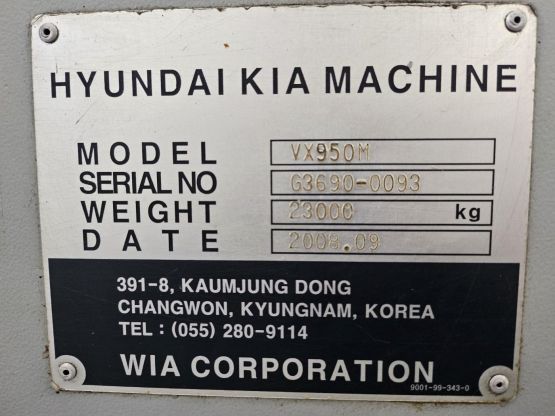 HYUNDAI KIA MACHINE
MODEL VX950M
SERIAL NO G3690-0093
WEIGHT 23000 kg
DATE 2008.09
391-8, KAUMJUNG DONG
CHANGWON, KYUNGNAM, KOREA
TEL : (055) 280-9114
WIA CORPORATION
9001-99-343-0